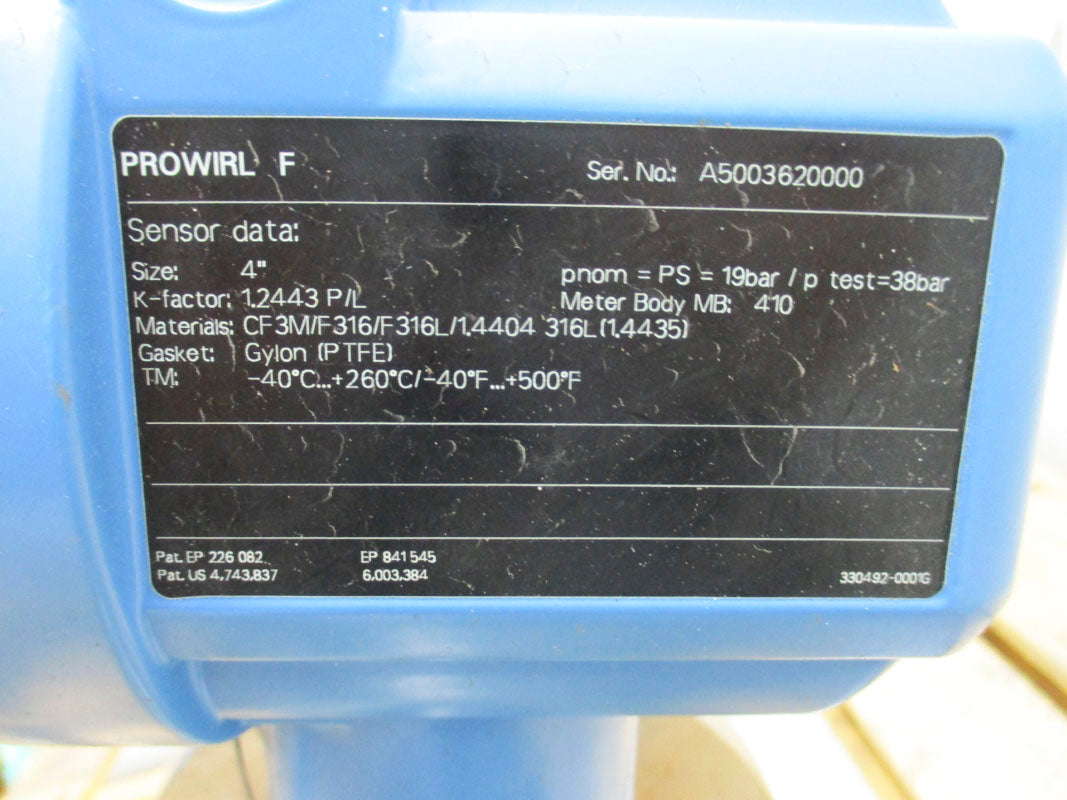 PROWIRL F Ser. No.: A5003620000
Sensor data:
Size: 4" pnom = PS = 19bar / p test=38bar
K-factor: 1.2443 P/L Meter Body MB: 410
Materials: CF3M/F316/F316L/1.4404 316L(1.4435)
Gasket: Gylon (PTFE)
TM: -40°C...+260°C/-40°F...+500°F
Pat. EP 226 082 EP 841 545
Pat. US 4,743,837 6,003,384 330492-0001G